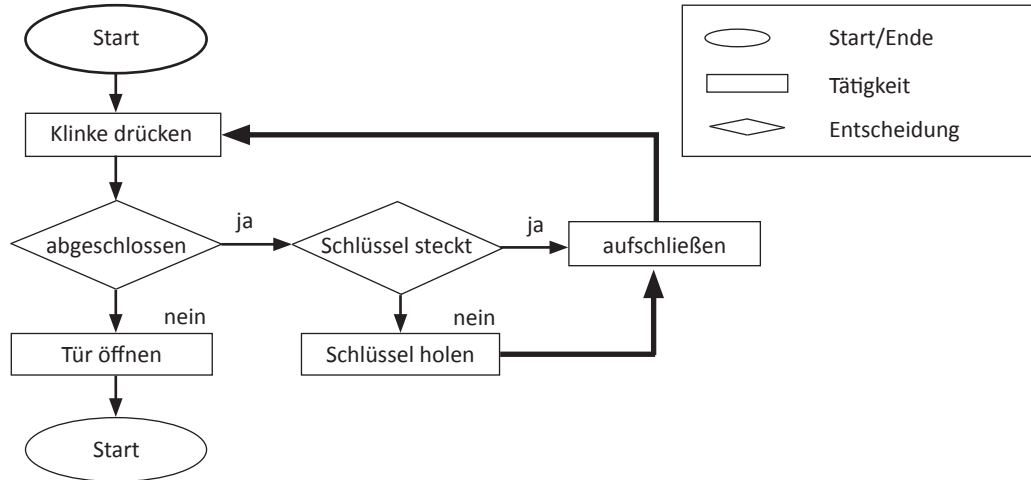 Start
Klinke drücken
abgeschlossen
ja
Schlüssel steckt
ja
aufschließen
nein
Tür öffnen
nein
Schlüssel holen
Start
Start/Ende
Tätigkeit
Entscheidung